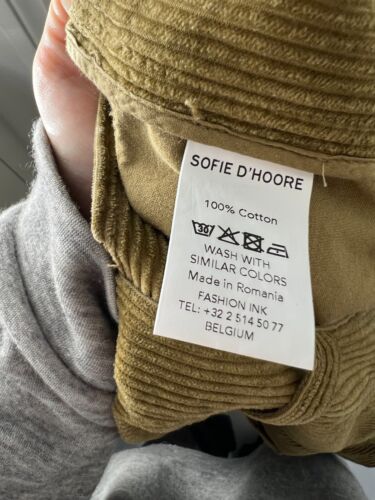 SOFIE D'HOORE
100% Cotton
30
WASH WITH
SIMILAR COLORS
Made in Romania
FASHION INK
TEL: +32 2 514 50 77
BELGIUM